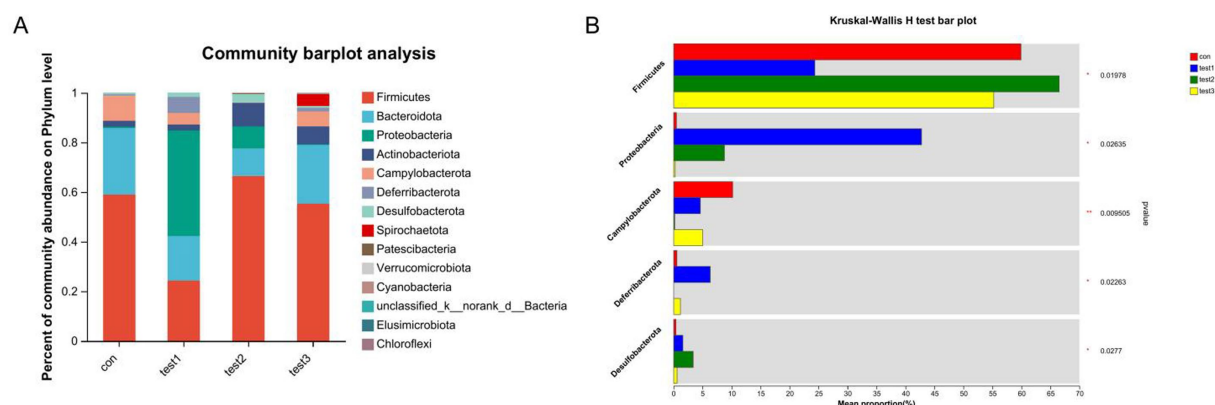 A
Community barplot analysis
Percent of community abundance on Phylum level
1
0.8
0.6
0.4
0.2
0
con
test1
test2
test3
Firmicutes
Bacteroidota
Proteobacteria
Actinobacteriota
Campylobacterota
Deferribacterota
Desulfobacterota
Spirochaetota
Patescibacteria
Verrucomicrobiota
Cyanobacteria
unclassified_k__norank_d__Bacteria
Elusimicrobiota
Chloroflexi
B
Kruskal-Wallis H test bar plot
Firmicutes
Proteobacteria
Campylobacterota
Deferribacterota
Desulfobacterota
0
5
10
15
20
25
30
35
40
45
50
55
60
65
70
Mean proportion(%)
* 0.01978
* 0.02635
** 0.009505
* 0.02263
* 0.0277
pvalue
con
test1
test2
test3